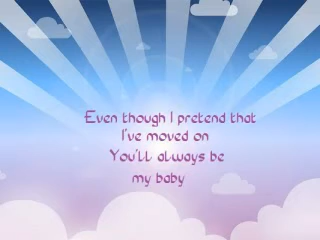 Even though I pretend that
I've moved on
You'll always be
my baby